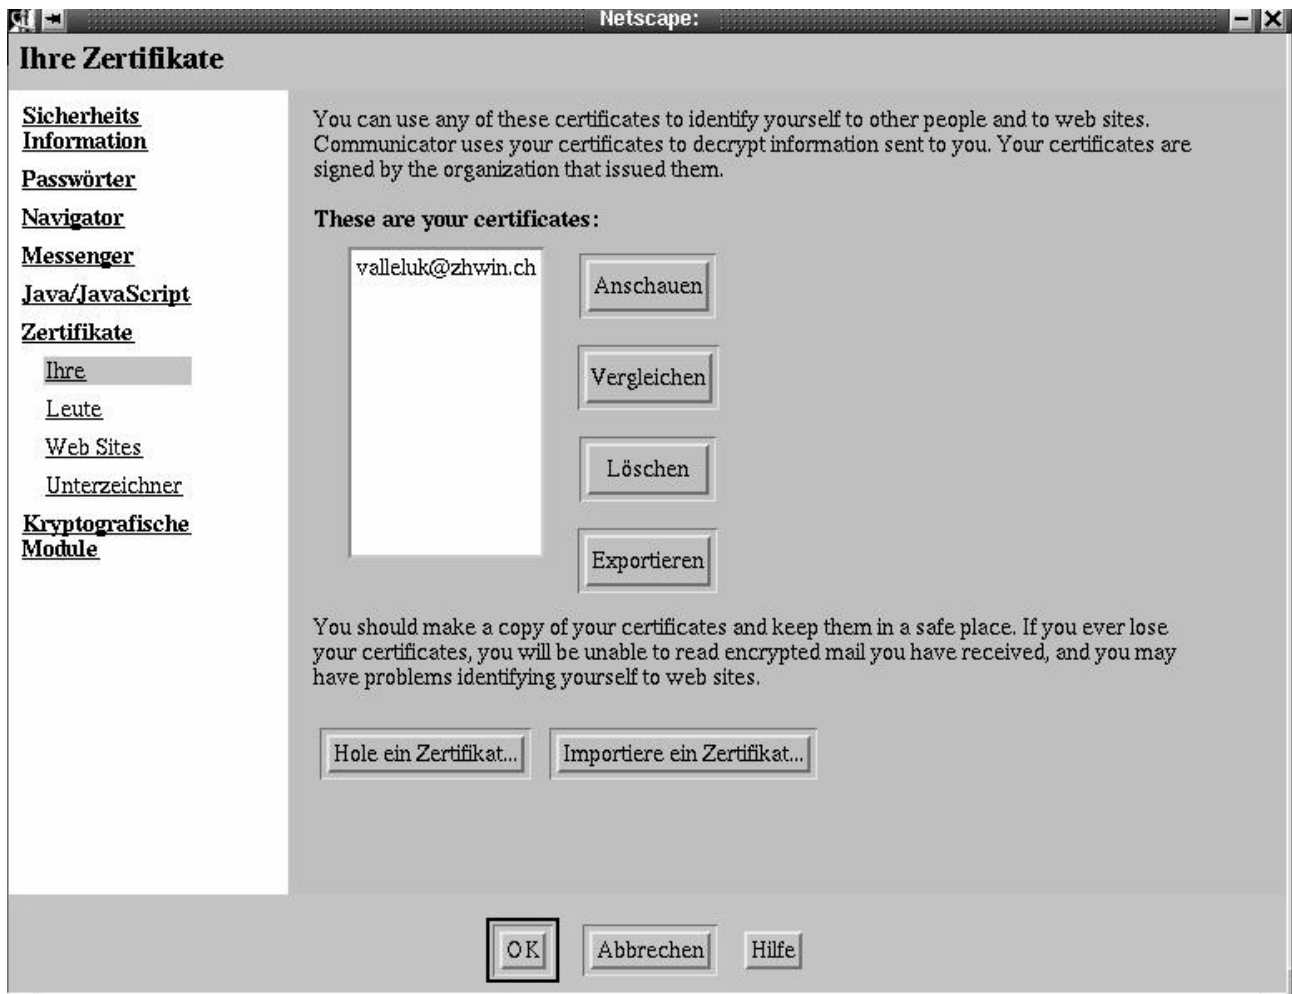 Netscape:
Ihre Zertifikate
Sicherheits
Information
Passwörter
Navigator
Messenger
Java/JavaScript
Zertifikate
Ihre
Leute
Web Sites
Unterzeichner
Kryptografische
Module
You can use any of these certificates to identify yourself to other people and to web sites.
Communicator uses your certificates to decrypt information sent to you. Your certificates are
signed by the organization that issued them.
These are your certificates:
valleluk@zhwin.ch
Anschauen
Vergleichen
Löschen
Exportieren
You should make a copy of your certificates and keep them in a safe place. If you ever lose
your certificates, you will be unable to read encrypted mail you have received, and you may
have problems identifying yourself to web sites.
Hole ein Zertifikat...
Importiere ein Zertifikat...
OK
Abbrechen
Hilfe